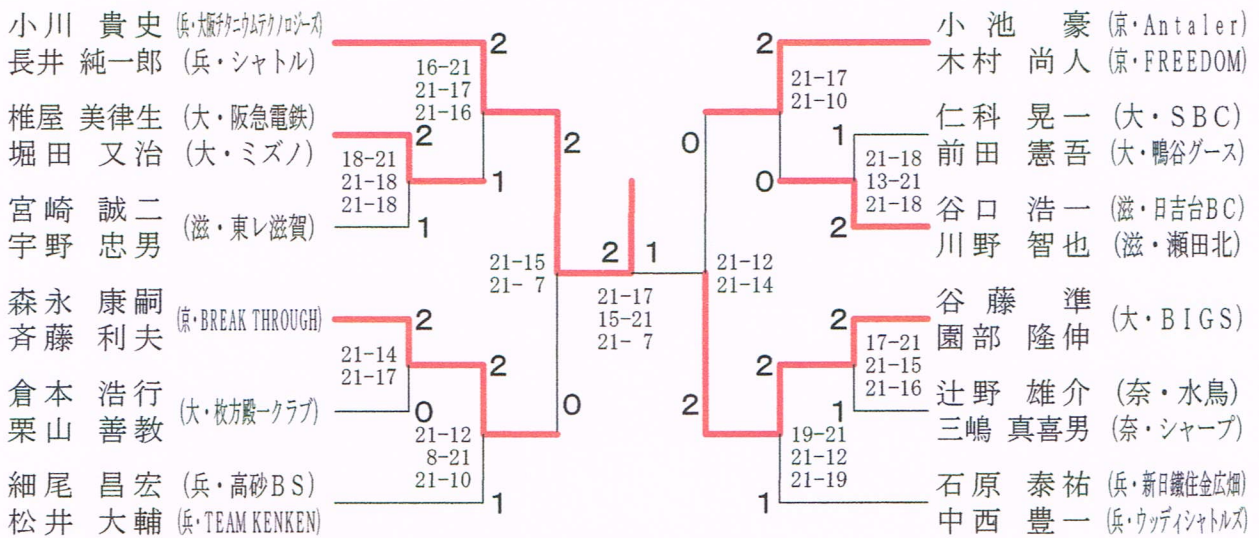 小川 貴史 (兵・大阪チタニウムテクノロジーズ)
長井 純一郎 (兵・シャトル)
2
16-21
21-17
21-16
椎屋 美律生 (大・阪急電鉄)
堀田 又治 (大・ミズノ)
2
18-21
21-18
21-18
1
宮崎 誠二
宇野 忠男
(滋・東レ滋賀)
1
2
21-15
21- 7
森永 康嗣
斉藤 利夫
(京・BREAK THROUGH)
2
21-14
21-17
2
倉本 浩行
栗山 善教
(大・枚方殿一クラブ)
0
0
21-12
8-21
21-10
細尾 昌宏 (兵・高砂BS)
松井 大輔 (兵・TEAM KENKEN)
1
2
1
21-17
15-21
21- 7
小池 豪 (京・Antaler)
木村 尚人 (京・FREEDOM)
2
21-17
21-10
0
仁科 晃一 (大・SBC)
前田 憲吾 (大・鴨谷グース)
1
21-18
13-21
21-18
0
谷口 浩一 (滋・日吉台BC)
川野 智也 (滋・瀬田北)
2
21-12
21-14
谷藤 準
園部 隆伸
(大・BIGS)
2
17-21
21-15
21-16
2
辻野 雄介 (奈・水鳥)
三嶋 真喜男 (奈・シャープ)
1
2
19-21
21-12
21-19
石原 泰祐 (兵・新日鐵住金広畑)
中西 豊一 (兵・ウッディシャトルズ)
1